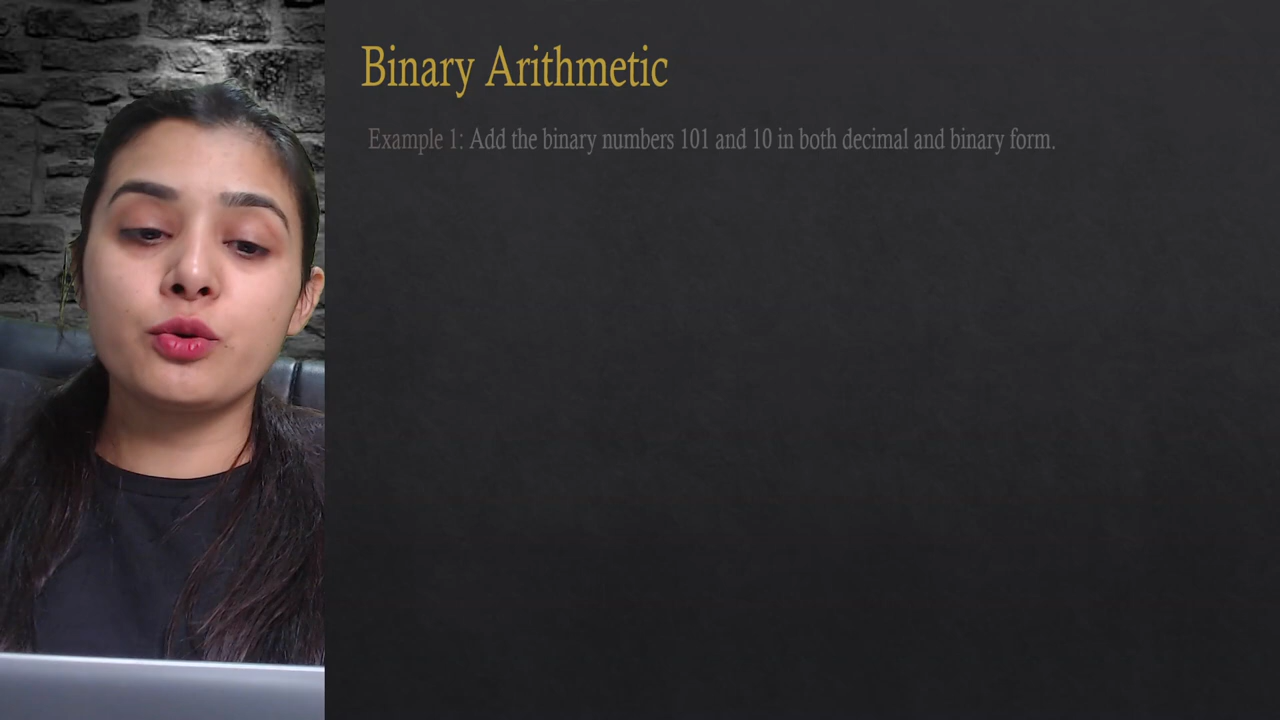 Binary Arithmetic
Example 1: Add the binary numbers 101 and 10 in both decimal and binary form.